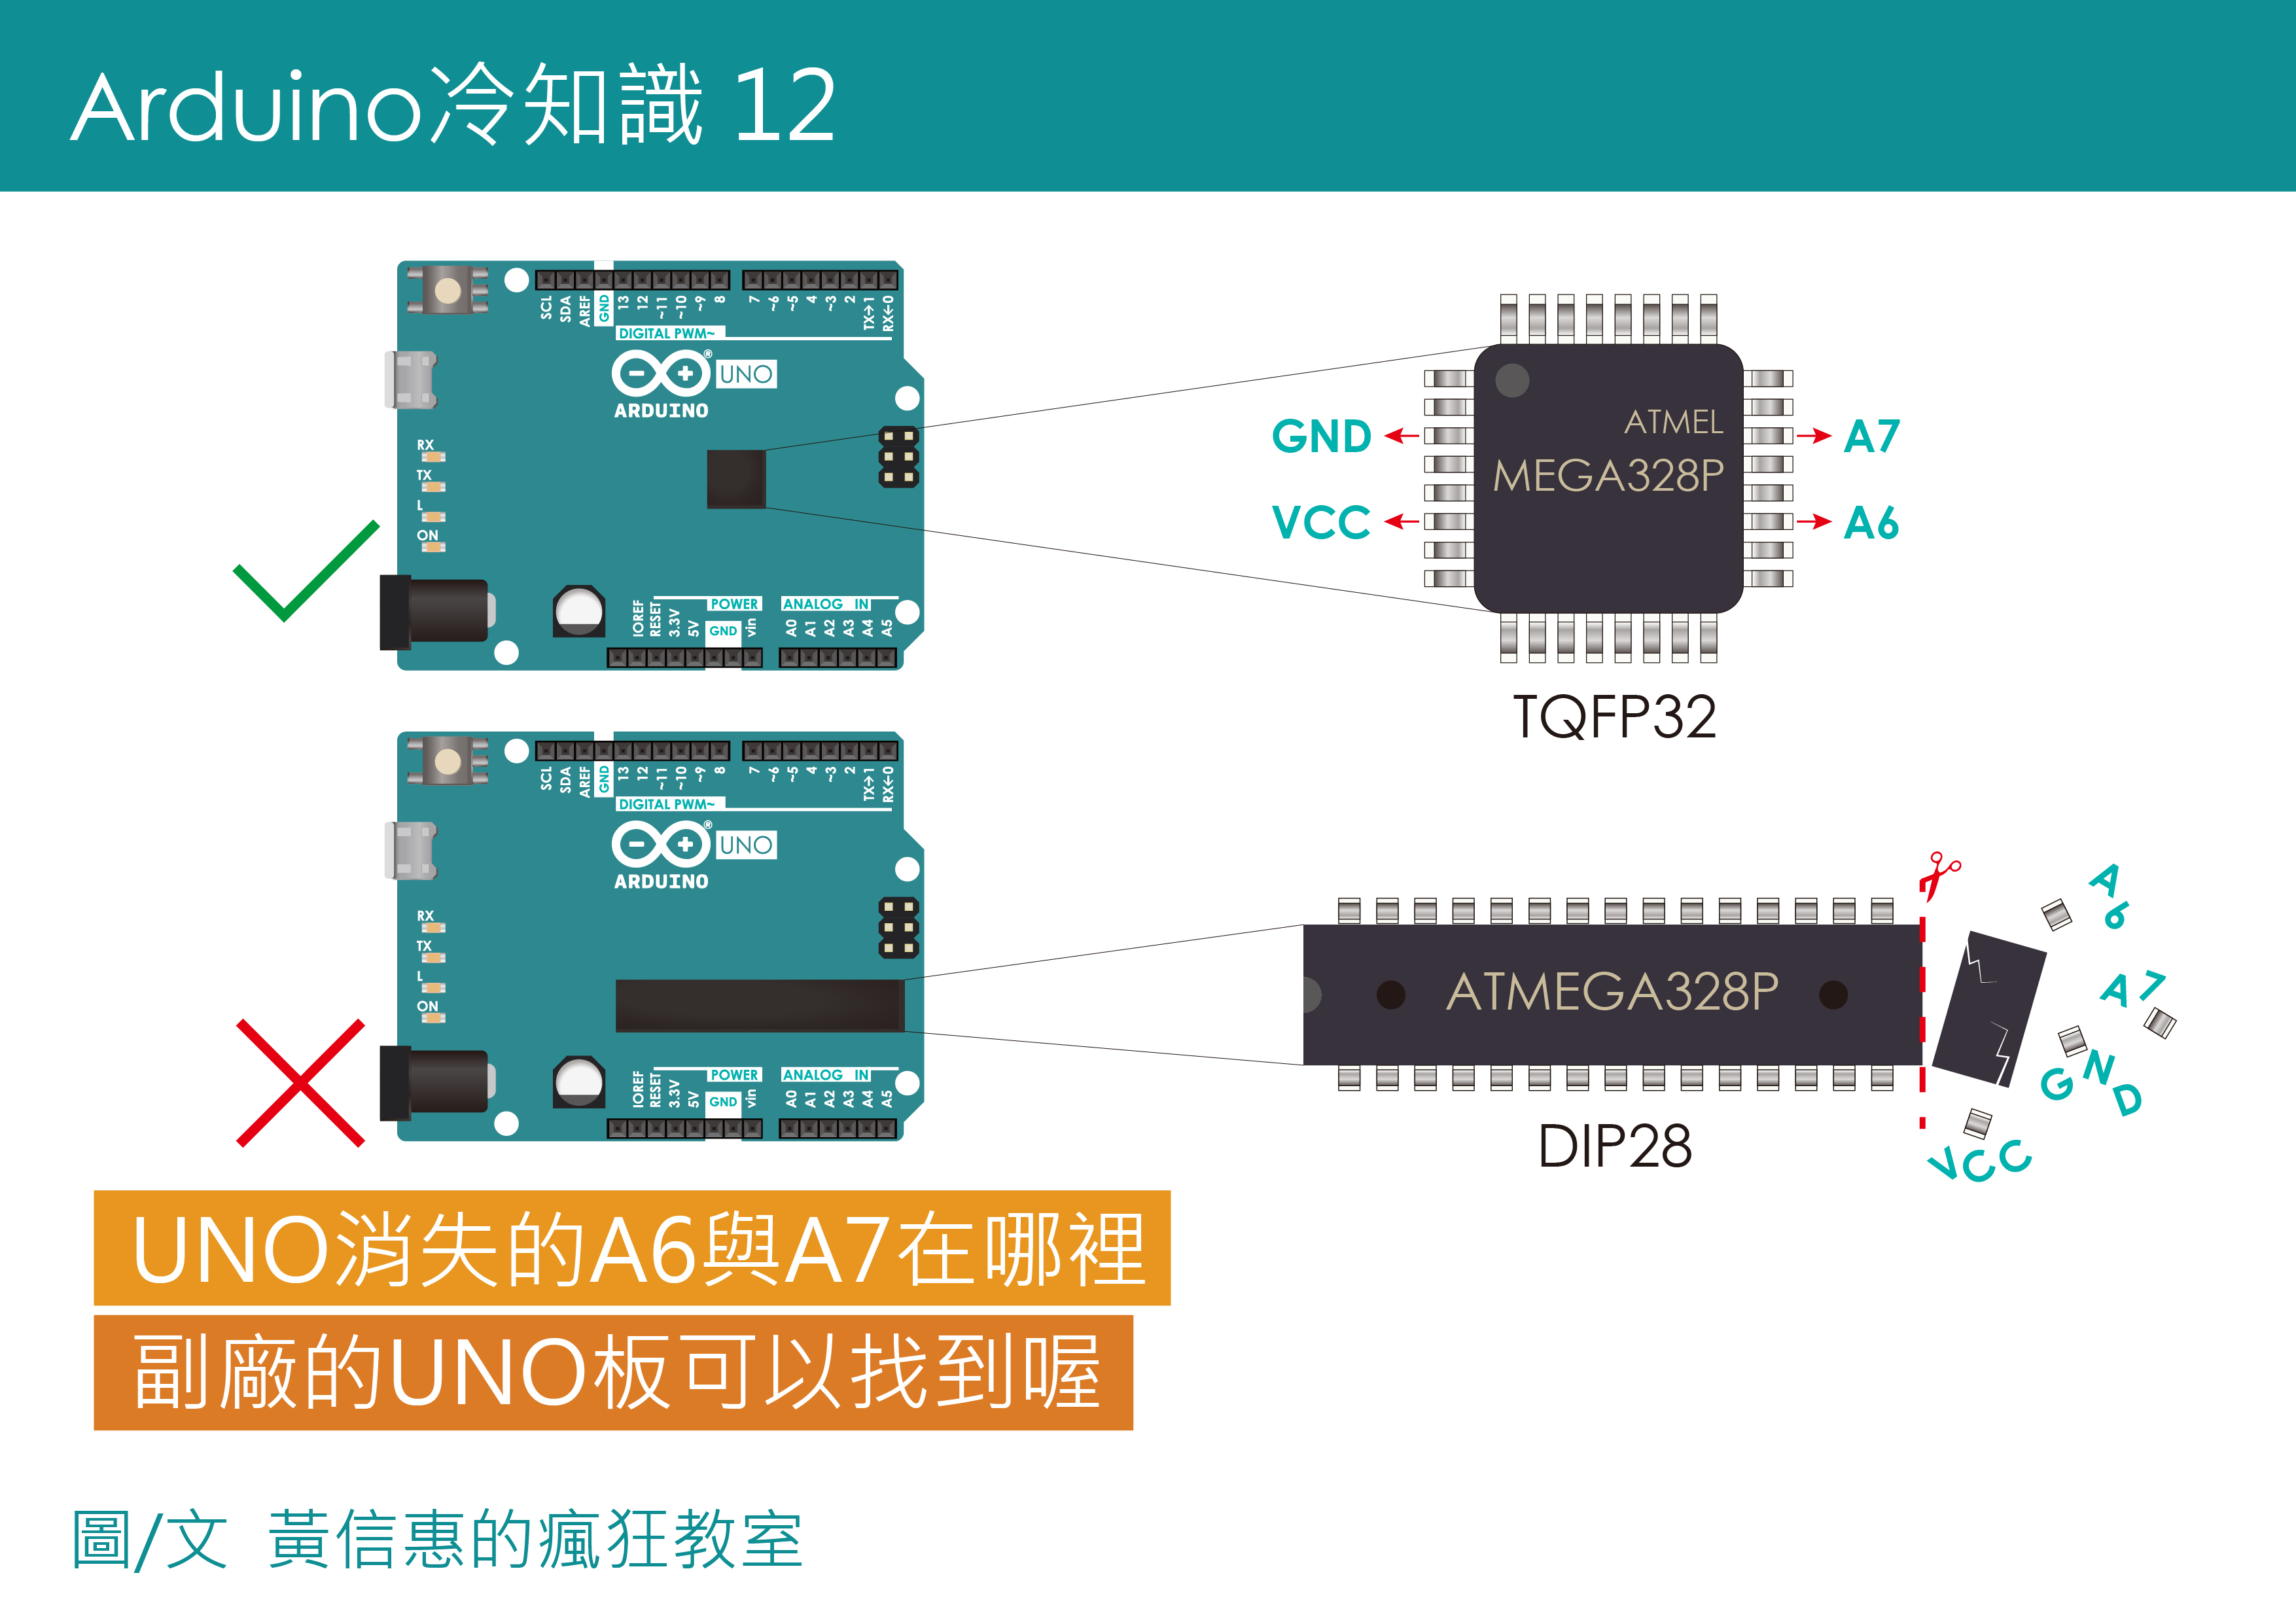 Arduino冷知識 12
SCL
SDA
AREF
GND
13
12
~11
~10
~9
8
7
~6
~5
4
~3
2
TX→1
RX←0
DIGITAL PWM~
®
UNO
ARDUINO
RX
TX
L
ON
POWER
ANALOG IN
IOREF
RESET
3.3V
5V
GND
vin
A0
A1
A2
A3
A4
A5
GND
VCC
ATMEL
MEGA328P
A7
A6
TQFP32
SCL
SDA
AREF
GND
13
12
~11
~10
~9
8
7
~6
~5
4
~3
2
TX→1
RX←0
DIGITAL PWM~
®
UNO
ARDUINO
RX
TX
L
ON
POWER
ANALOG IN
IOREF
RESET
3.3V
5V
GND
vin
A0
A1
A2
A3
A4
A5
ATMEGA328P
A6
A7
GND
VCC
DIP28
UNO消失的A6與A7在哪裡
副廠的UNO板可以找到喔
圖/文 黃信惠的瘋狂教室